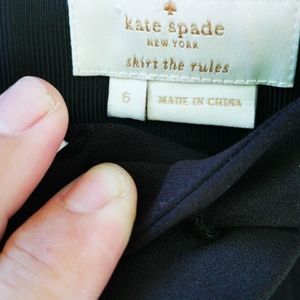 kate spade
NEW YORK
skirt the rules
6
MADE IN CHINA